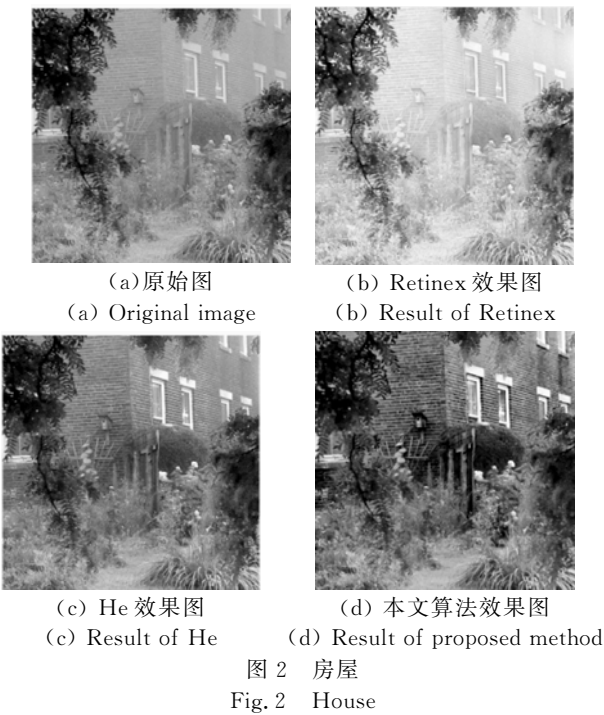 (a)原始图
(a) Original image
(b) Retinex 效果图
(b) Result of Retinex
(c) He 效果图
(c) Result of He
(d) 本文算法效果图
(d) Result of proposed method
图 2 房屋
Fig. 2 House